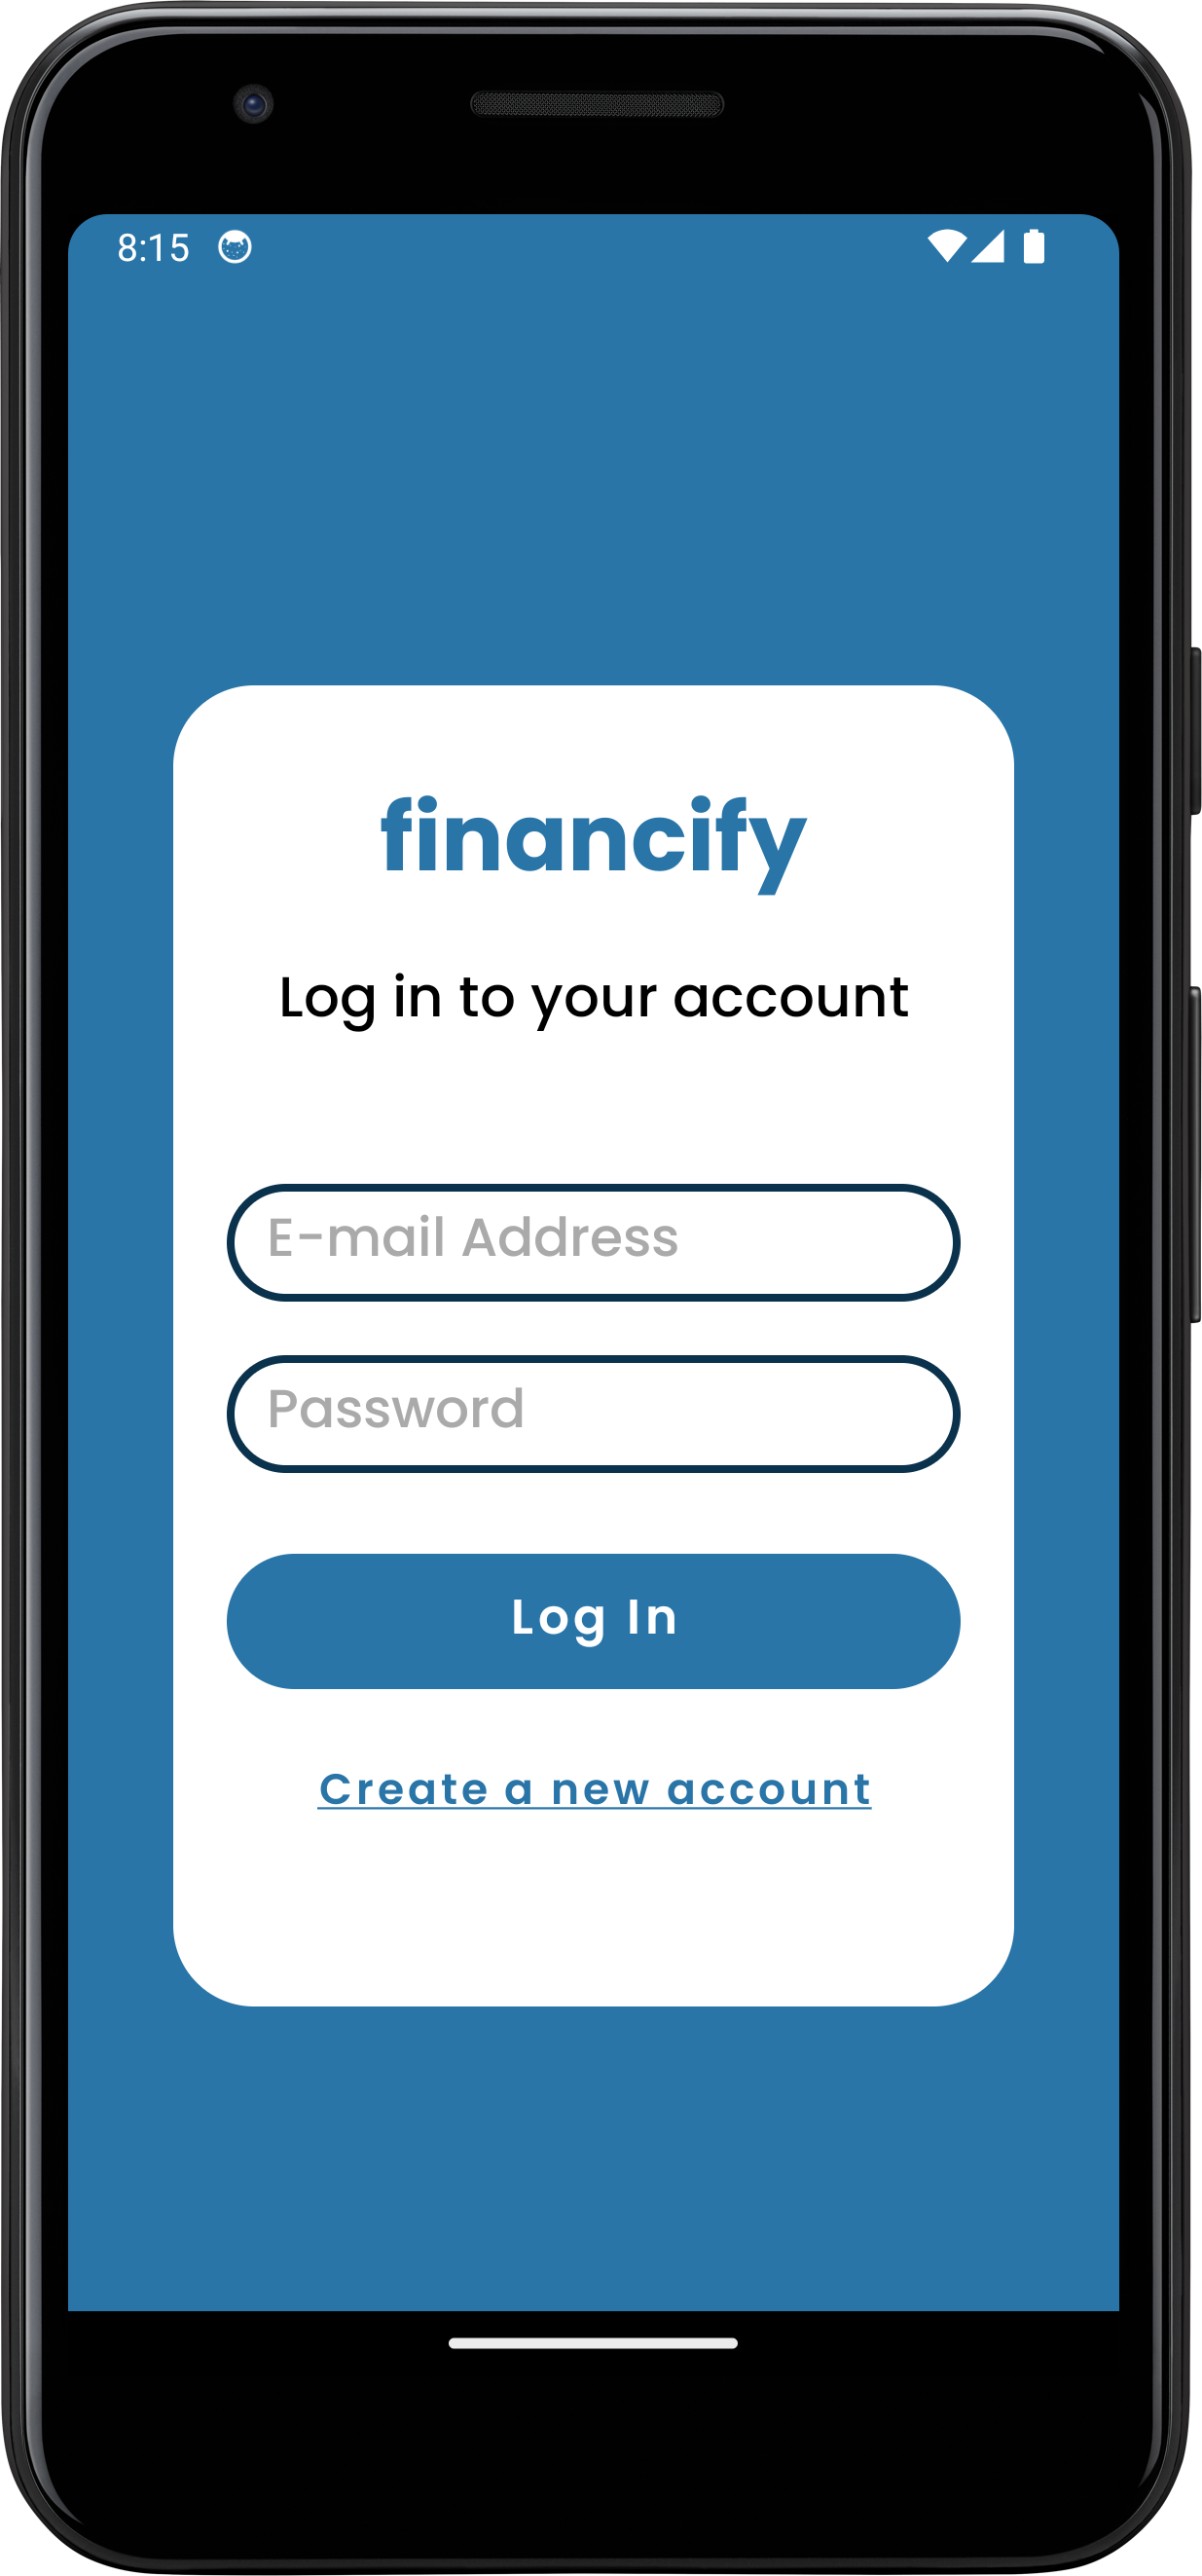 8:15
financify
Log in to your account
E-mail Address
Password
Log In
Create a new account